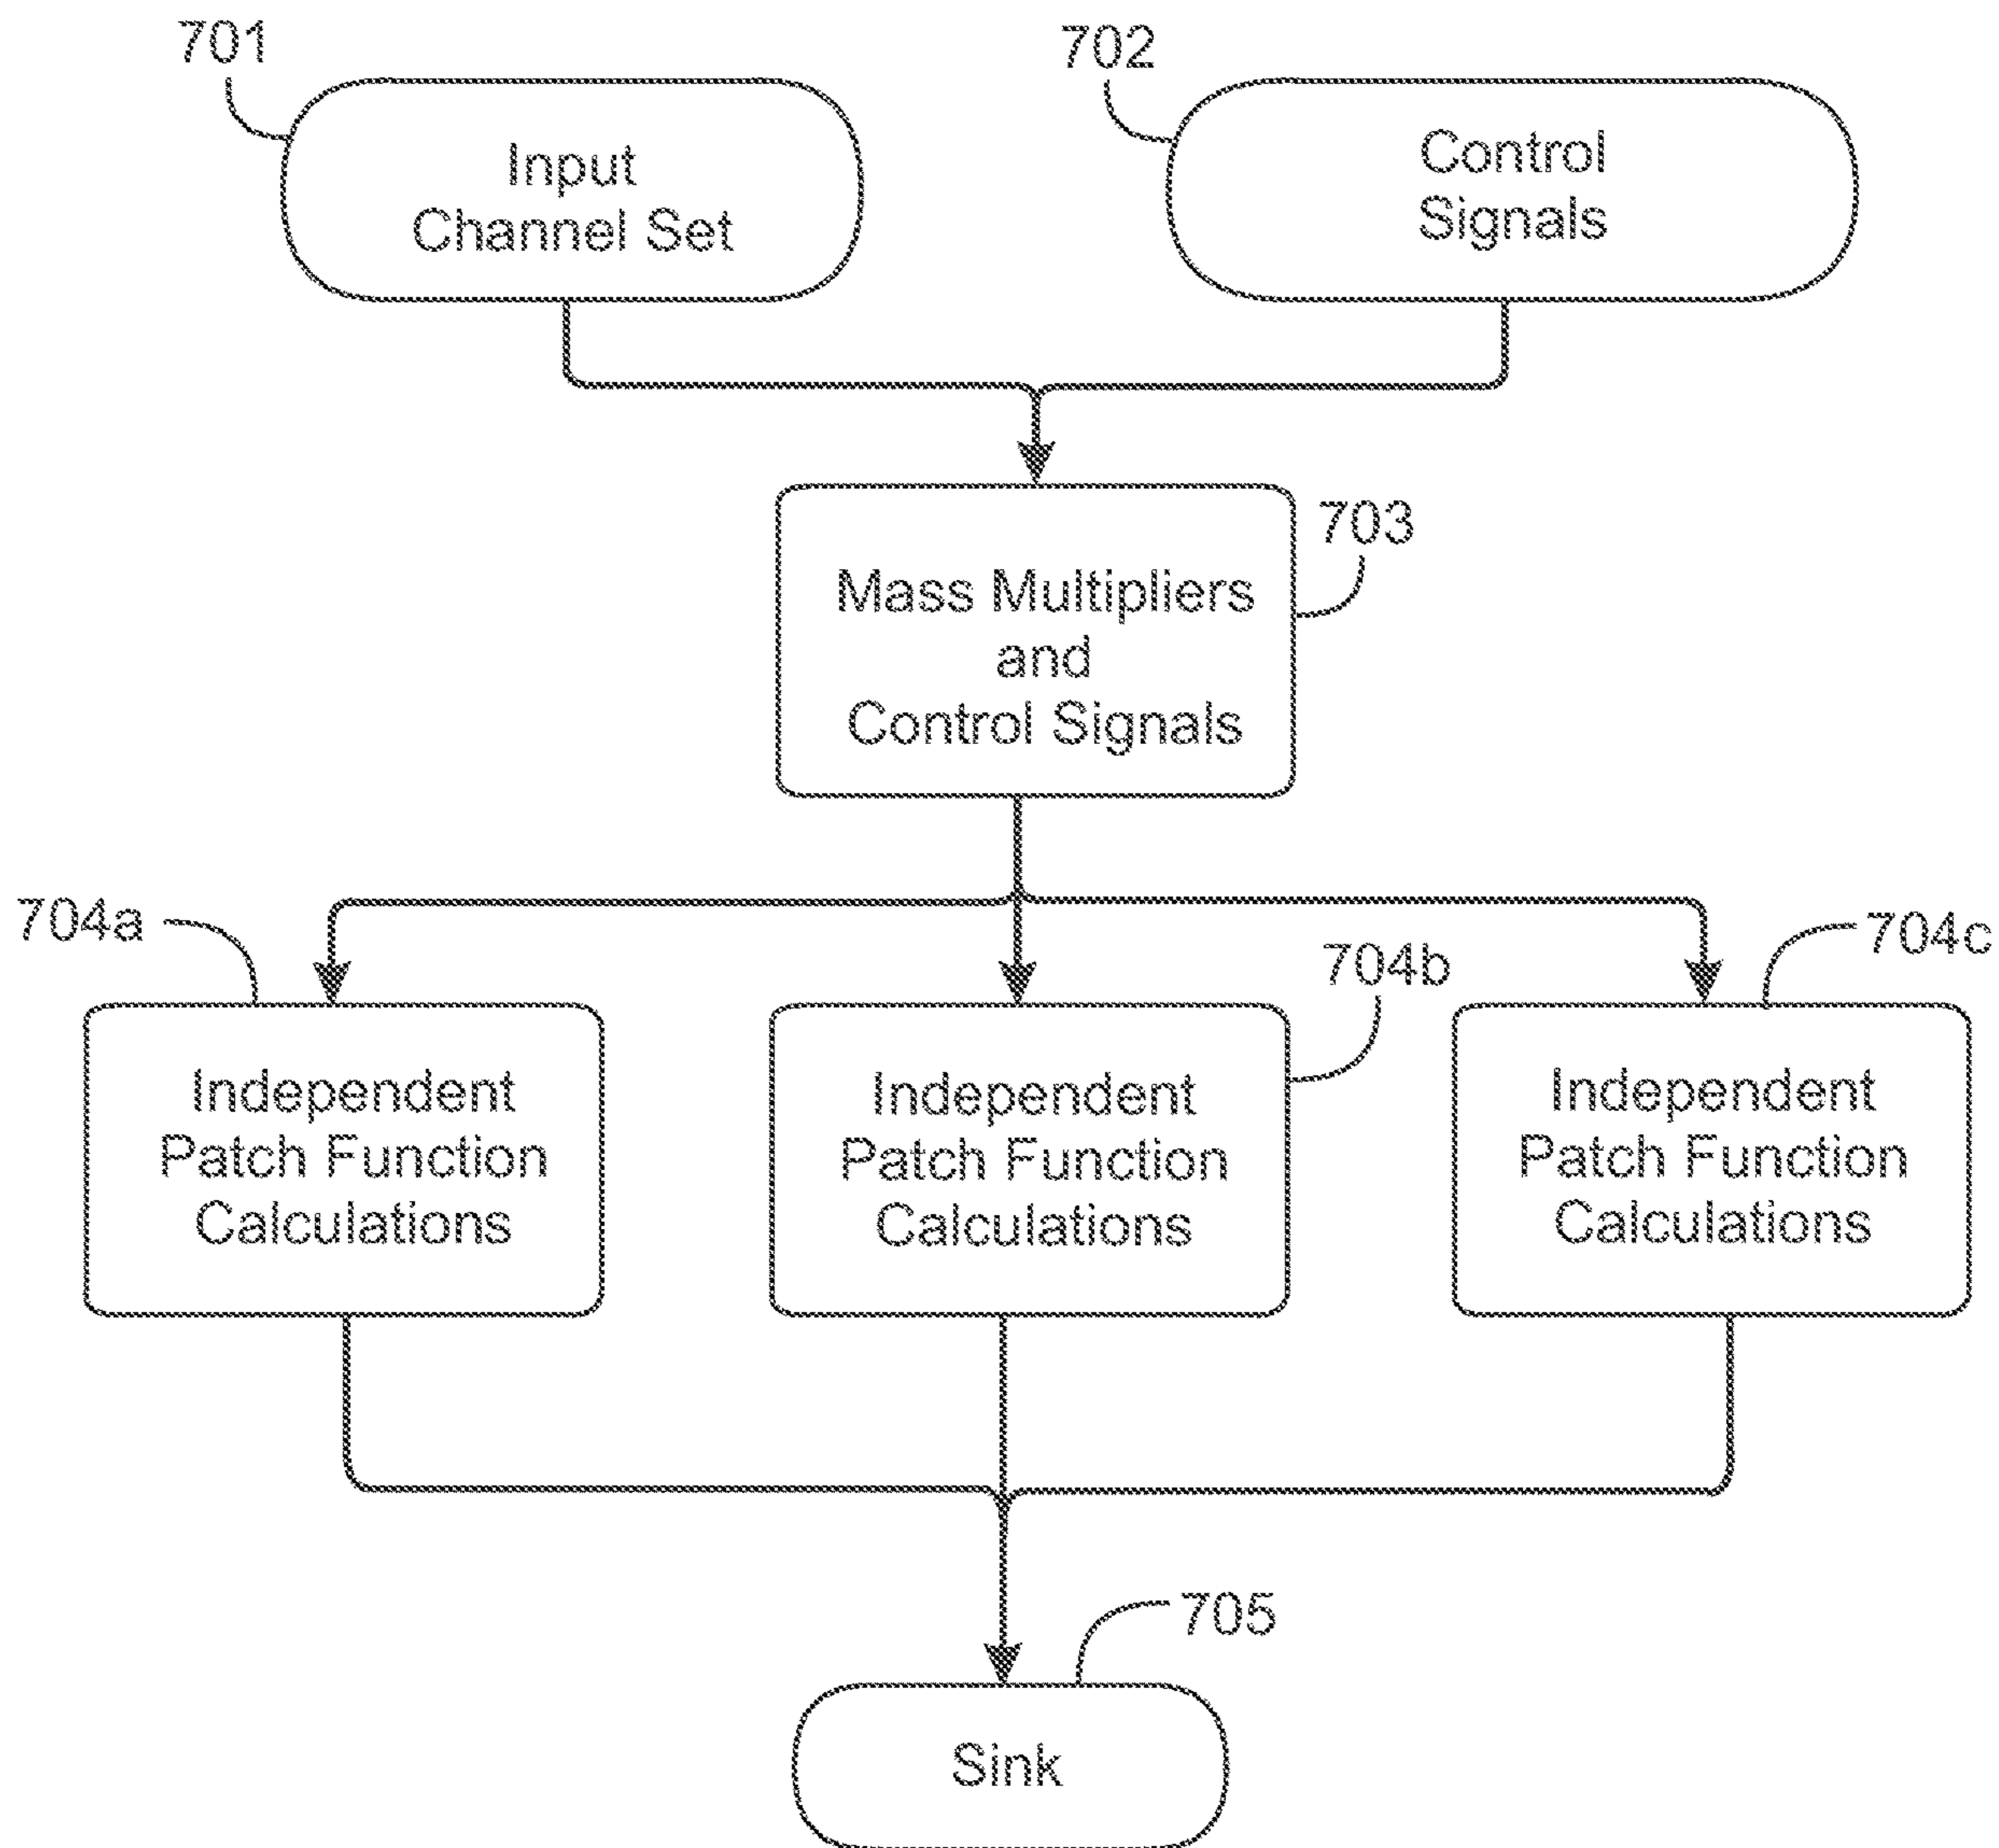 701
702
Input
Channel Set
Control
Signals
703
Mass Multipliers
and
Control Signals
704a
704b
704c
Independent
Patch Function
Calculations
Independent
Patch Function
Calculations
Independent
Patch Function
Calculations
705
Sink